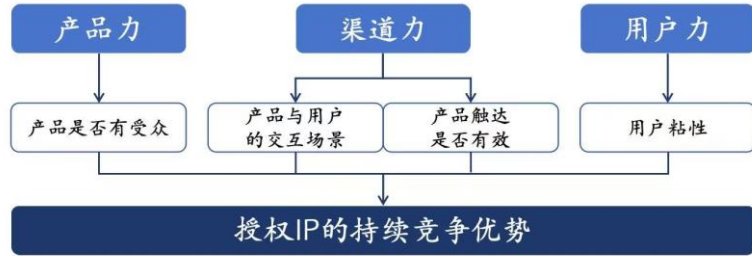 产品力
渠道力
用户力
产品是否有受众
产品与用户
的交互场景
产品触达
是否有效
用户粘性
授权IP的持续竞争优势